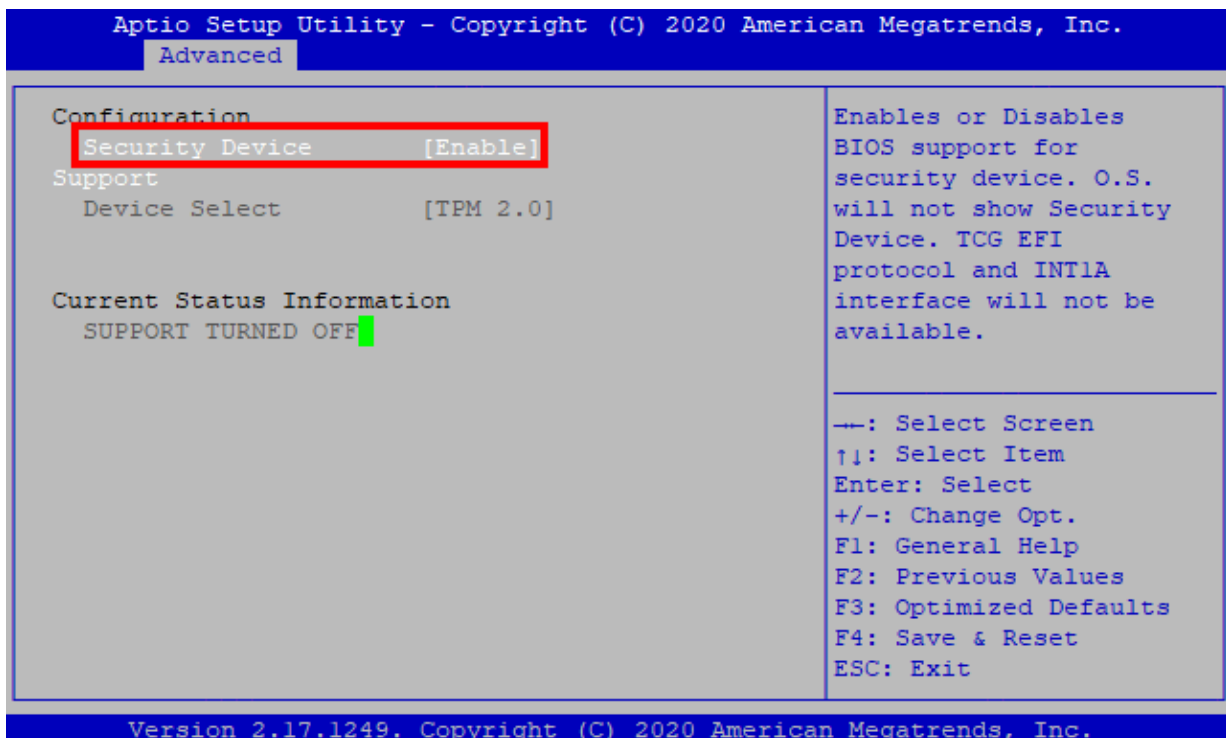 Aptio Setup Utility - Copyright (C) 2020 American Megatrends, Inc.
Advanced
Configuration
Security Device [Enable]
Support
Device Select [TPM 2.0]
Current Status Information
SUPPORT TURNED OFF
Enables or Disables
BIOS support for
security device. O.S.
will not show Security
Device. TCG EFI
protocol and INT1A
interface will not be
available.
→←: Select Screen
↑↓: Select Item
Enter: Select
+/-: Change Opt.
F1: General Help
F2: Previous Values
F3: Optimized Defaults
F4: Save & Reset
ESC: Exit
Version 2.17.1249. Copyright (C) 2020 American Megatrends, Inc.